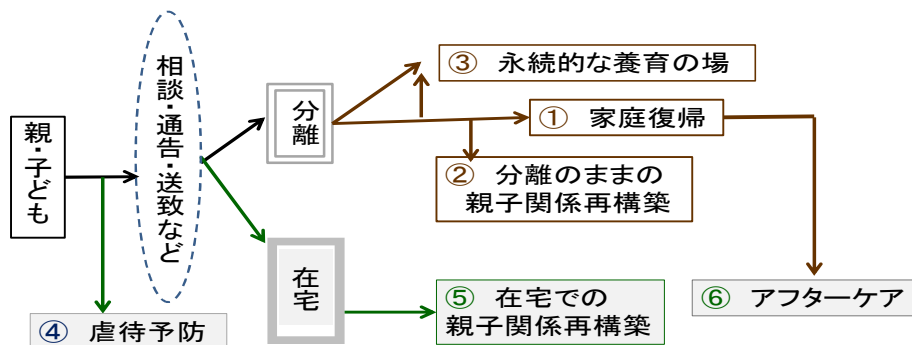 親・子ども
相談・通告・送致など
分離
在宅
③ 永続的な養育の場
① 家庭復帰
② 分離のままの
親子関係再構築
④ 虐待予防
⑤ 在宅での
親子関係再構築
⑥ アフターケア